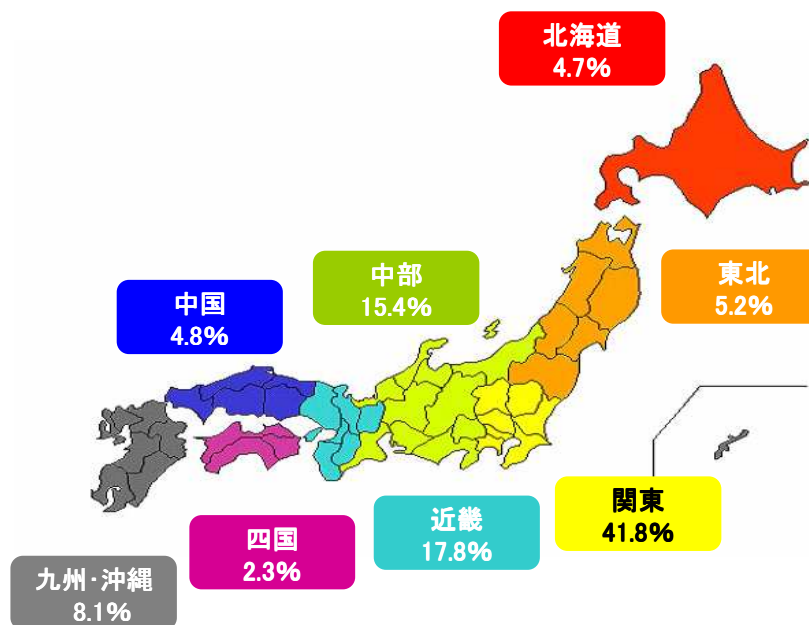 北海道
4.7%
中部
15.4%
東北
5.2%
中国
4.8%
関東
41.8%
近畿
17.8%
四国
2.3%
九州・沖縄
8.1%